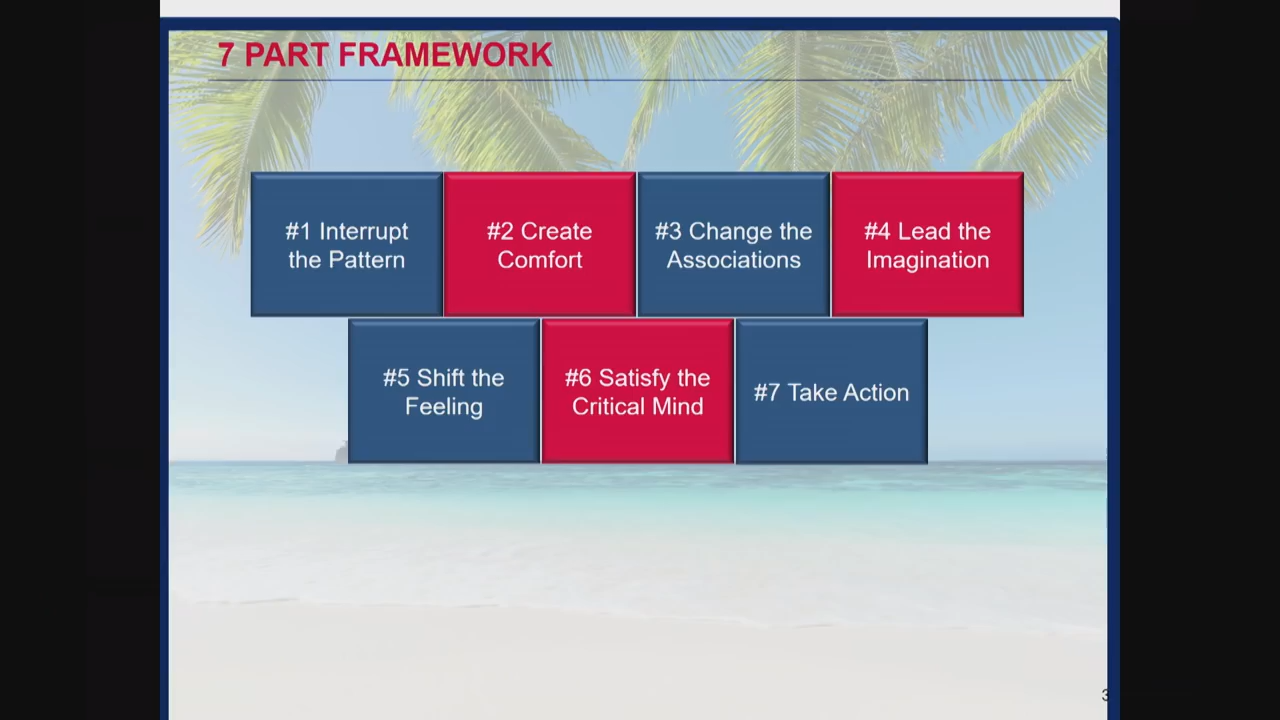 7 PART FRAMEWORK
#1 Interrupt
the Pattern
#2 Create
Comfort
#3 Change the
Associations
#4 Lead the
Imagination
#5 Shift the
Feeling
#6 Satisfy the
Critical Mind
#7 Take Action
3